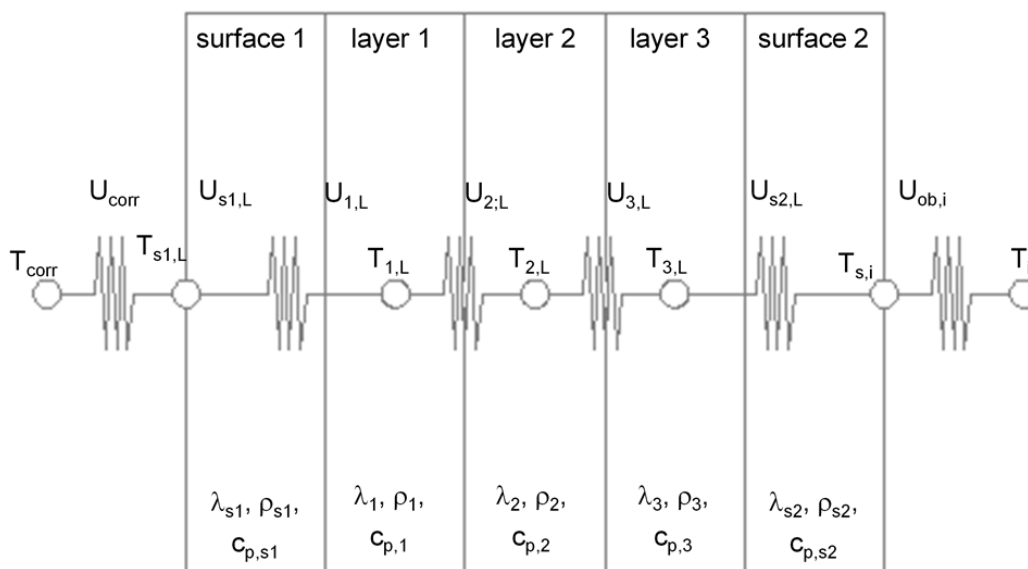 surface 1 layer 1 layer 2 layer 3 surface 2
U_corr U_s1,L U_1,L U_2;L U_3,L U_s2,L U_ob,i
T_corr T_s1,L T_1,L T_2,L T_3,L T_s,i T_i
λ_s1, ρ_s1, λ_1, ρ_1, λ_2, ρ_2, λ_3, ρ_3, λ_s2, ρ_s2,
c_p,s1 c_p,1 c_p,2 c_p,3 c_p,s2